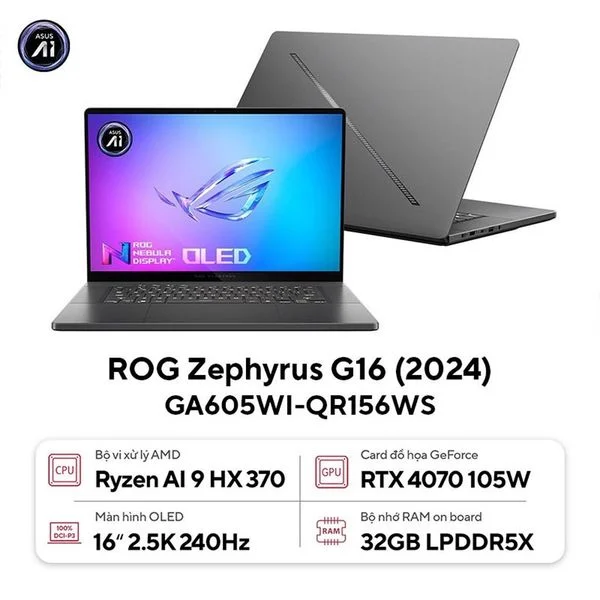 ASUS
Ai
ASUS
Ai
ROG
NEBULA
DISPLAY™
OLED
ROG Zephyrus G16 (2024)
GA605WI-QR156WS
CPU
Bộ vi xử lý AMD
Ryzen AI 9 HX 370
GPU
Card đồ họa GeForce
RTX 4070 105W
100%
DCI-P3
Màn hình OLED
16“ 2.5K 240Hz
RAM
Bộ nhớ RAM on board
32GB LPDDR5X